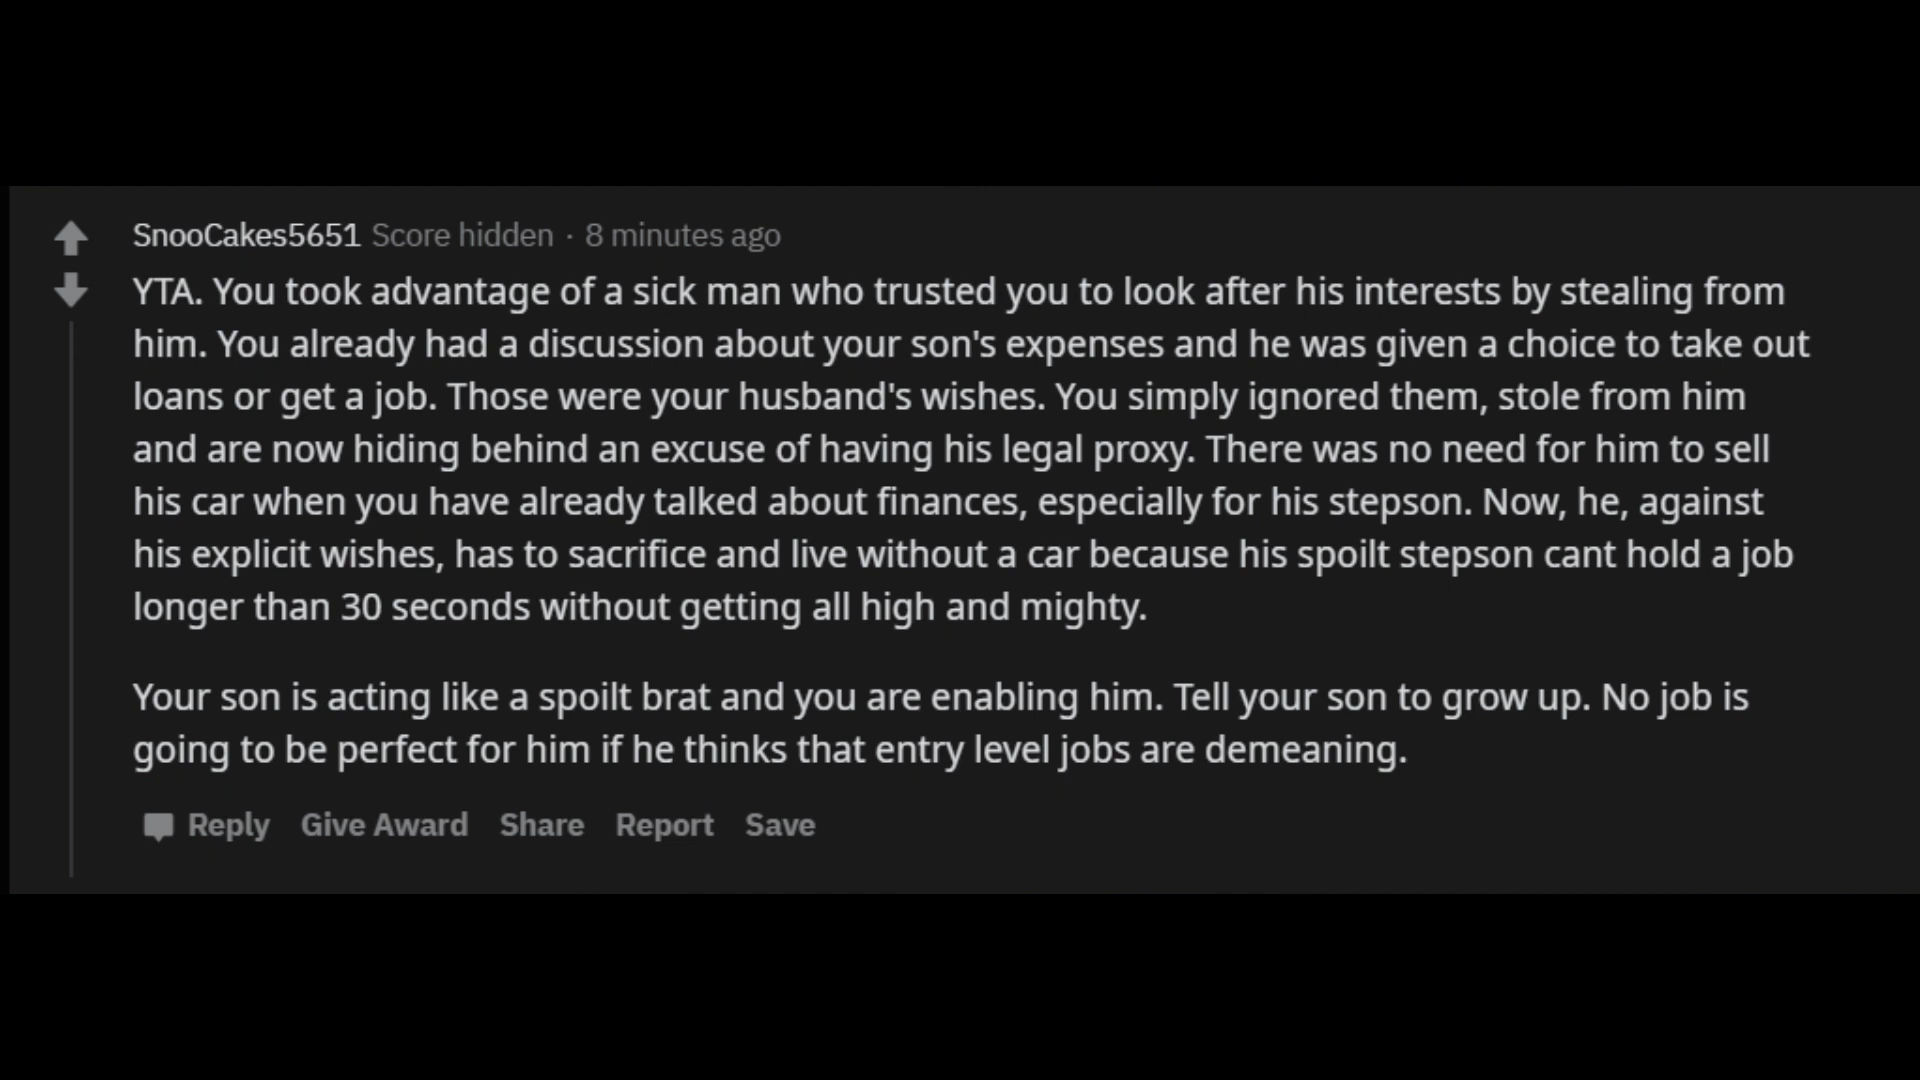 SnooCakes5651 Score hidden · 8 minutes ago
YTA. You took advantage of a sick man who trusted you to look after his interests by stealing from
him. You already had a discussion about your son's expenses and he was given a choice to take out
loans or get a job. Those were your husband's wishes. You simply ignored them, stole from him
and are now hiding behind an excuse of having his legal proxy. There was no need for him to sell
his car when you have already talked about finances, especially for his stepson. Now, he, against
his explicit wishes, has to sacrifice and live without a car because his spoilt stepson cant hold a job
longer than 30 seconds without getting all high and mighty.
Your son is acting like a spoilt brat and you are enabling him. Tell your son to grow up. No job is
going to be perfect for him if he thinks that entry level jobs are demeaning.
Reply Give Award Share Report Save